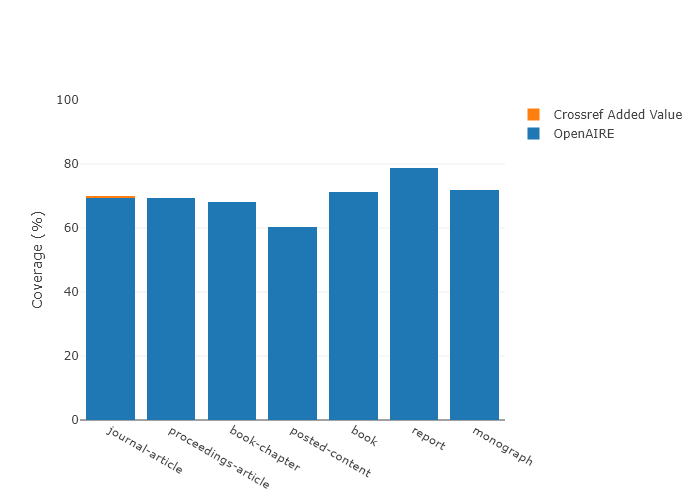 100
80
60
40
20
0
Coverage (%)
journal-article
proceedings-article
book-chapter
posted-content
book
report
monograph
Crossref Added Value
OpenAIRE